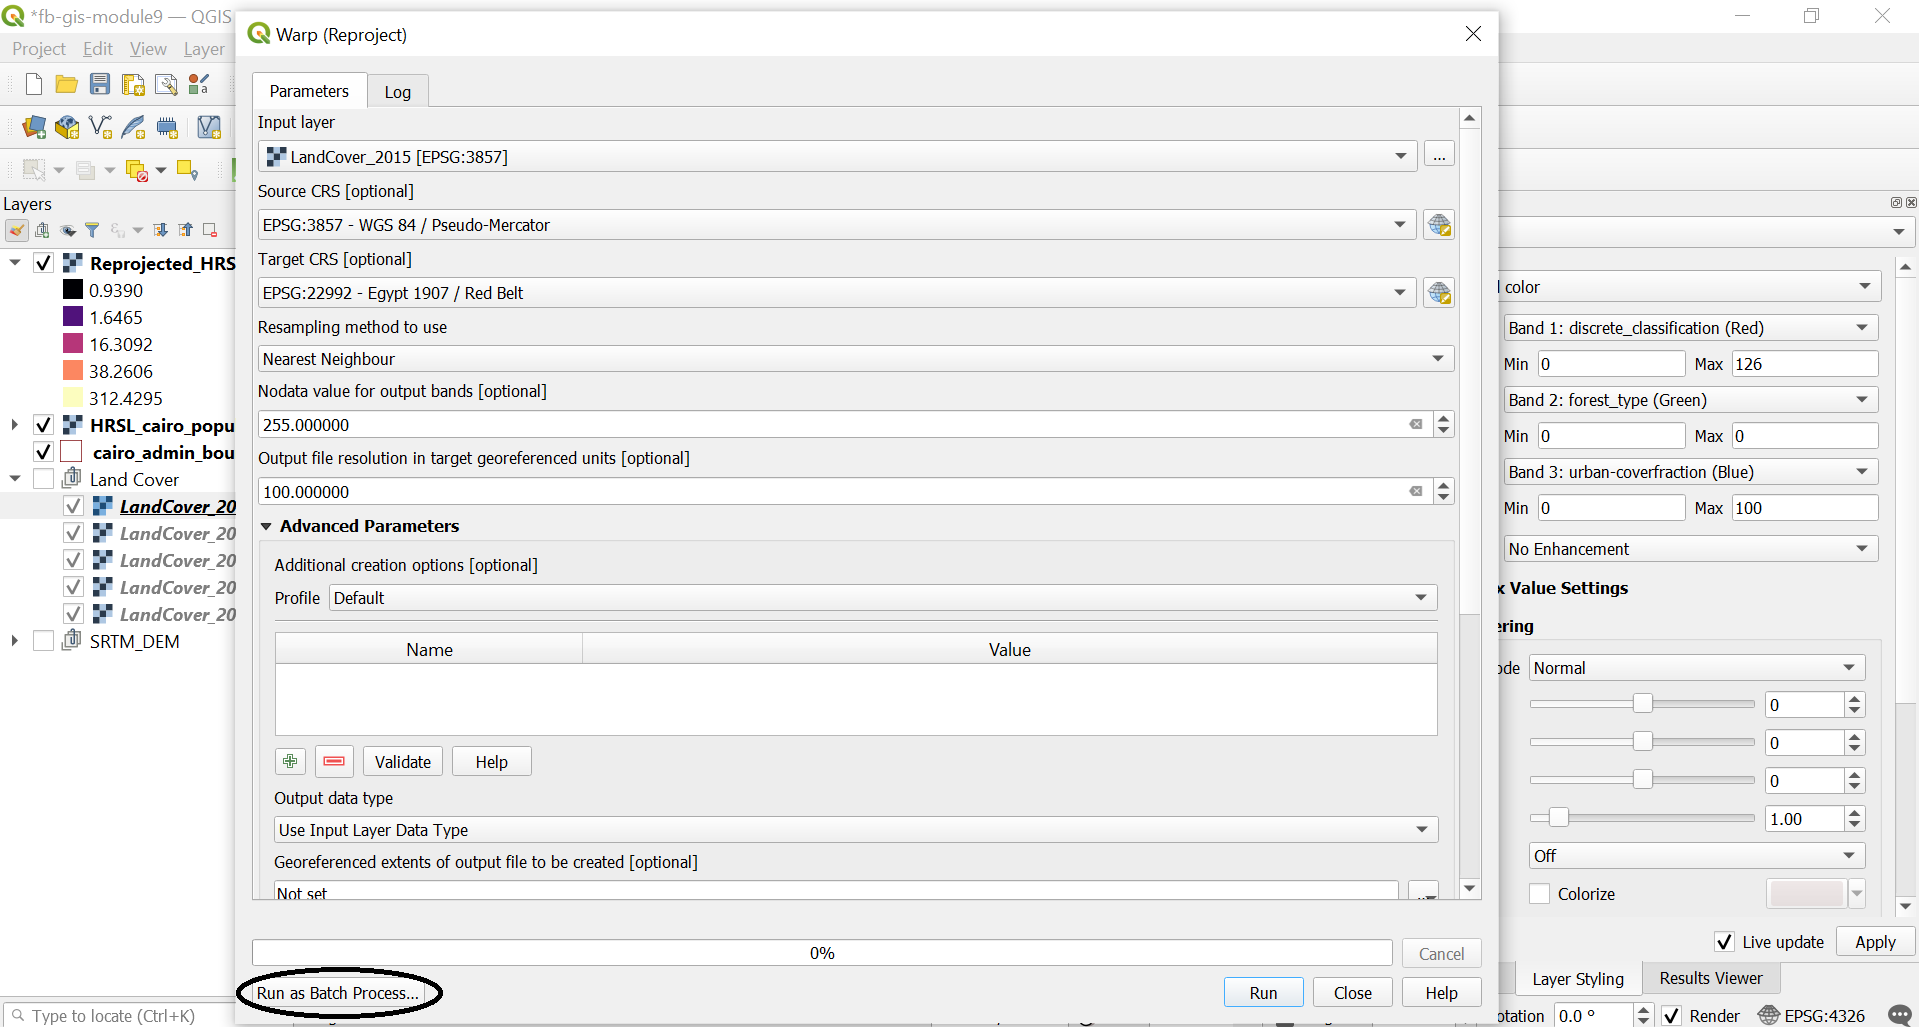 *fb-gis-module9 — QGIS
Project Edit View Layer
Layers
Reprojected_HRS
0.9390
1.6465
16.3092
38.2606
312.4295
HRSL_cairo_popu
cairo_admin_bou
Land Cover
LandCover_20
LandCover_20
LandCover_20
LandCover_20
LandCover_20
SRTM_DEM
Type to locate (Ctrl+K)
Warp (Reproject)
Parameters Log
Input layer
LandCover_2015 [EPSG:3857]
...
Source CRS [optional]
EPSG:3857 - WGS 84 / Pseudo-Mercator
Target CRS [optional]
EPSG:22992 - Egypt 1907 / Red Belt
Resampling method to use
Nearest Neighbour
Nodata value for output bands [optional]
255.000000
Output file resolution in target georeferenced units [optional]
100.000000
Advanced Parameters
Additional creation options [optional]
Profile Default
Name Value
Validate Help
Output data type
Use Input Layer Data Type
Georeferenced extents of output file to be created [optional]
Not set
0%
Cancel
Run as Batch Process...
Run Close Help
l color
Band 1: discrete_classification (Red)
Min 0 Max 126
Band 2: forest_type (Green)
Min 0 Max 0
Band 3: urban-coverfraction (Blue)
Min 0 Max 100
No Enhancement
x Value Settings
ering
ode Normal
0
0
0
1.00
Off
Colorize
Live update Apply
Layer Styling Results Viewer
otation 0.0 ° Render EPSG:4326